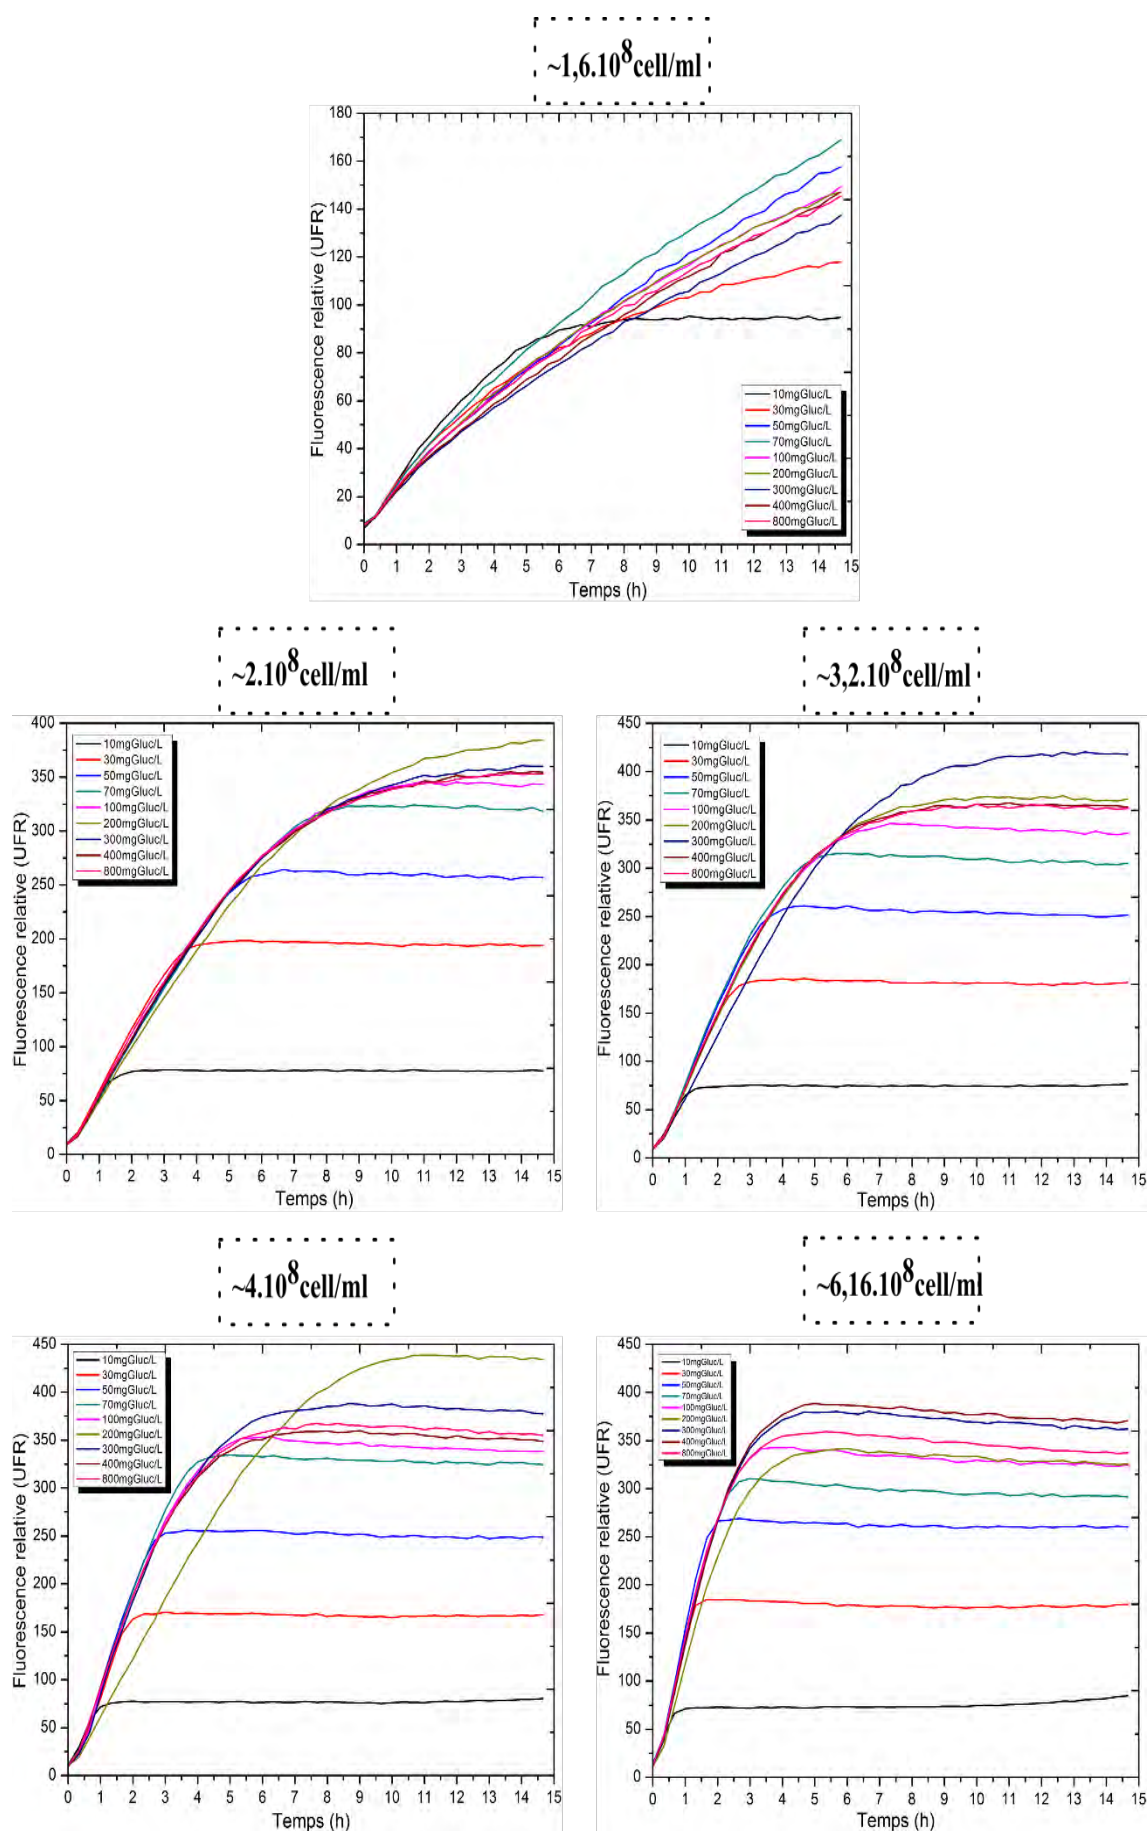 ~1,6.10⁸cell/ml
180
160
140
120
100
80
60
40
20
0
Fluorescence relative (UFR)
10mgGluc/L
30mgGluc/L
50mgGluc/L
70mgGluc/L
100mgGluc/L
200mgGluc/L
300mgGluc/L
400mgGluc/L
800mgGluc/L
0 1 2 3 4 5 6 7 8 9 10 11 12 13 14 15
Temps (h)
~2.10⁸cell/ml
400
350
300
250
200
150
100
50
0
Fluorescence relative (UFR)
10mgGluc/L
30mgGluc/L
50mgGluc/L
70mgGluc/L
100mgGluc/L
200mgGluc/L
300mgGluc/L
400mgGluc/L
800mgGluc/L
0 1 2 3 4 5 6 7 8 9 10 11 12 13 14 15
Temps (h)
~3,2.10⁸cell/ml
450
400
350
300
250
200
150
100
50
0
Fluorescence relative (UFR)
10mgGluc/L
30mgGluc/L
50mgGluc/L
70mgGluc/L
100mgGluc/L
200mgGluc/L
300mgGluc/L
400mgGluc/L
800mgGluc/L
0 1 2 3 4 5 6 7 8 9 10 11 12 13 14 15
Temps (h)
~4.10⁸cell/ml
450
400
350
300
250
200
150
100
50
0
Fluorescence relative (UFR)
10mgGluc/L
30mgGluc/L
50mgGluc/L
70mgGluc/L
100mgGluc/L
200mgGluc/L
300mgGluc/L
400mgGluc/L
800mgGluc/L
0 1 2 3 4 5 6 7 8 9 10 11 12 13 14 15
Temps (h)
~6,16.10⁸cell/ml
450
400
350
300
250
200
150
100
50
0
Fluorescence relative (UFR)
10mgGluc/L
30mgGluc/L
50mgGluc/L
70mgGluc/L
100mgGluc/L
200mgGluc/L
300mgGluc/L
400mgGluc/L
800mgGluc/L
0 1 2 3 4 5 6 7 8 9 10 11 12 13 14 15
Temps (h)